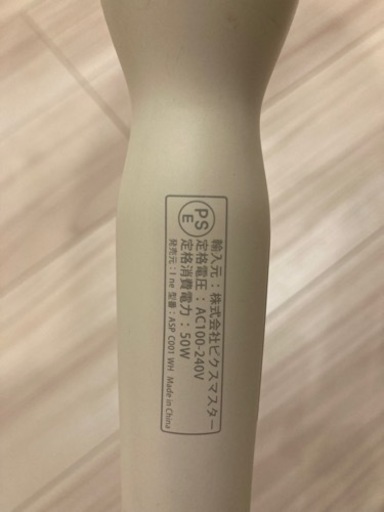 PS
E
輸入元：株式会社ピクスマスター
定格電圧：AC100-240V
定格消費電力：50W
発売元：I ne 型番：ASP C001 WH Made in China